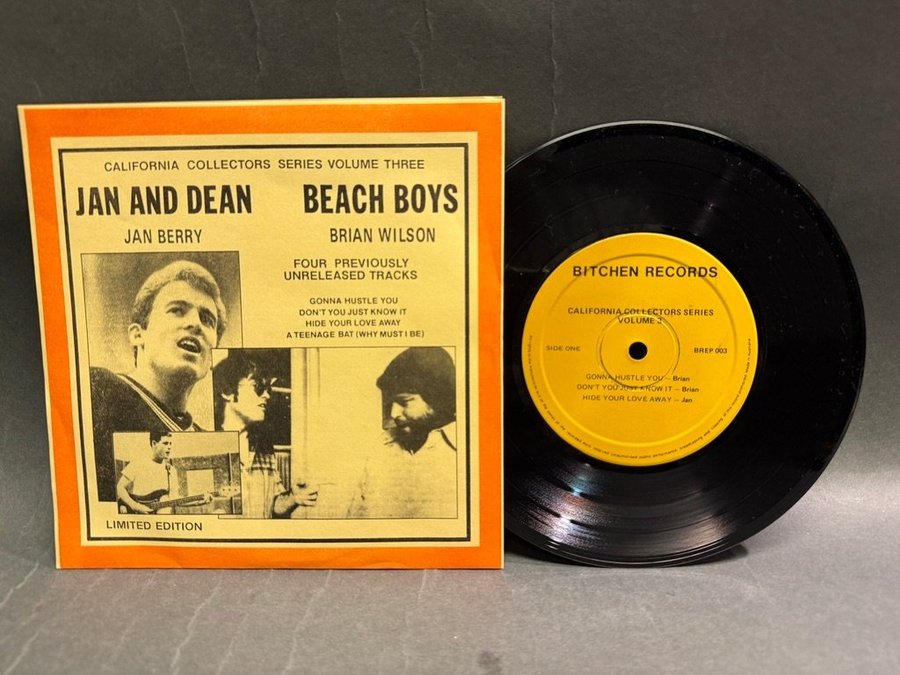 CALIFORNIA COLLECTORS SERIES VOLUME THREE
JAN AND DEAN
JAN BERRY
BEACH BOYS
BRIAN WILSON
FOUR PREVIOUSLY
UNRELEASED TRACKS
GONNA HUSTLE YOU
DON'T YOU JUST KNOW IT
HIDE YOUR LOVE AWAY
A TEENAGE BAT (WHY MUST I BE)
LIMITED EDITION
BITCHEN RECORDS
CALIFORNIA COLLECTORS SERIES
VOLUME 3
SIDE ONE
BREP 003
GONNA HUSTLE YOU — Brian
DON'T YOU JUST KNOW IT — Brian
HIDE YOUR LOVE AWAY — Jan